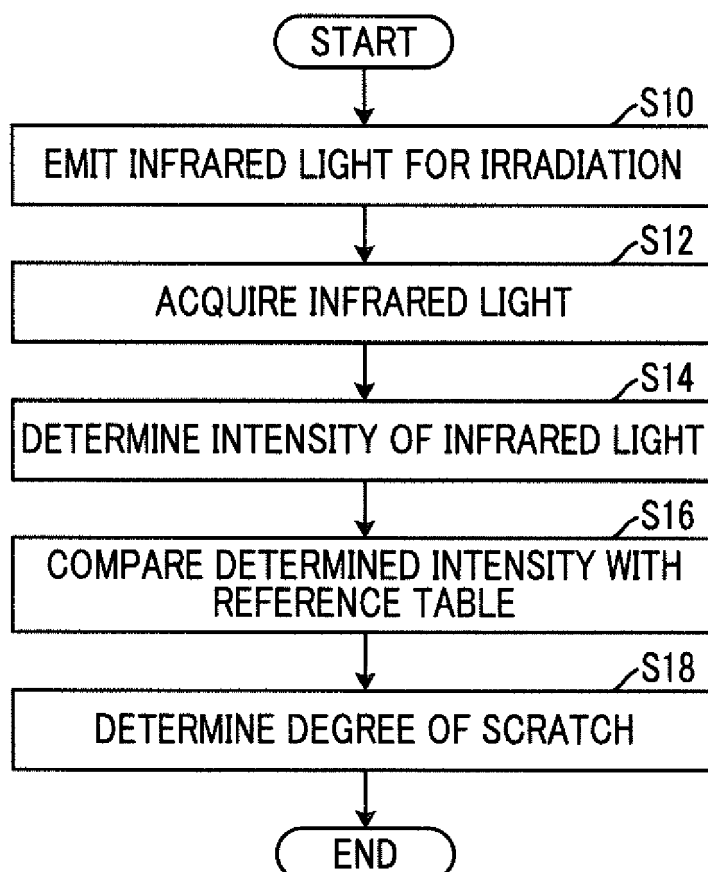 START
S10
EMIT INFRARED LIGHT FOR IRRADIATION
S12
ACQUIRE INFRARED LIGHT
S14
DETERMINE INTENSITY OF INFRARED LIGHT
S16
COMPARE DETERMINED INTENSITY WITH
REFERENCE TABLE
S18
DETERMINE DEGREE OF SCRATCH
END